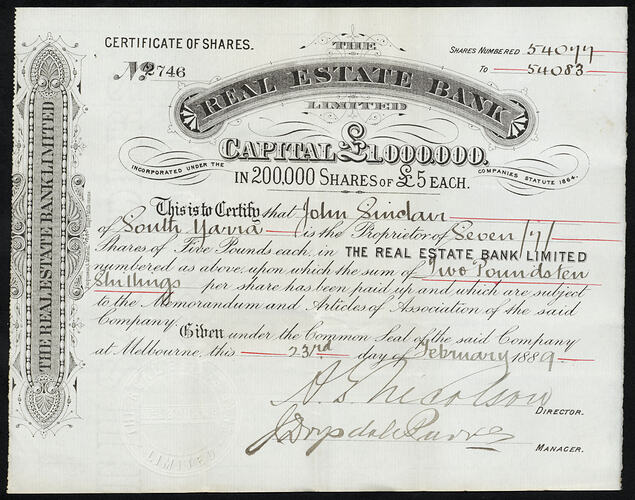 CERTIFICATE OF SHARES.
No. 2746
THE
REAL ESTATE BANK
LIMITED
SHARES NUMBERED 54077
TO 54083
CAPITAL £1,000,000.
INCORPORATED UNDER THE COMPANIES STATUTE 1864.
IN 200,000 SHARES OF £5 EACH.
This is to Certify that John Sinclair
of South Yarra is the Proprietor of Seven /7/
Shares of Five Pounds each, in THE REAL ESTATE BANK LIMITED
numbered as above, upon which the sum of Two Pounds ten
shillings per share has been paid up and which are subject
to the Memorandum and Articles of Association of the said
Company.
Given under the Common Seal of the said Company
at Melbourne, this 23rd day of February 1889.
DIRECTOR.
MANAGER.
THE REAL ESTATE BANK LIMITED